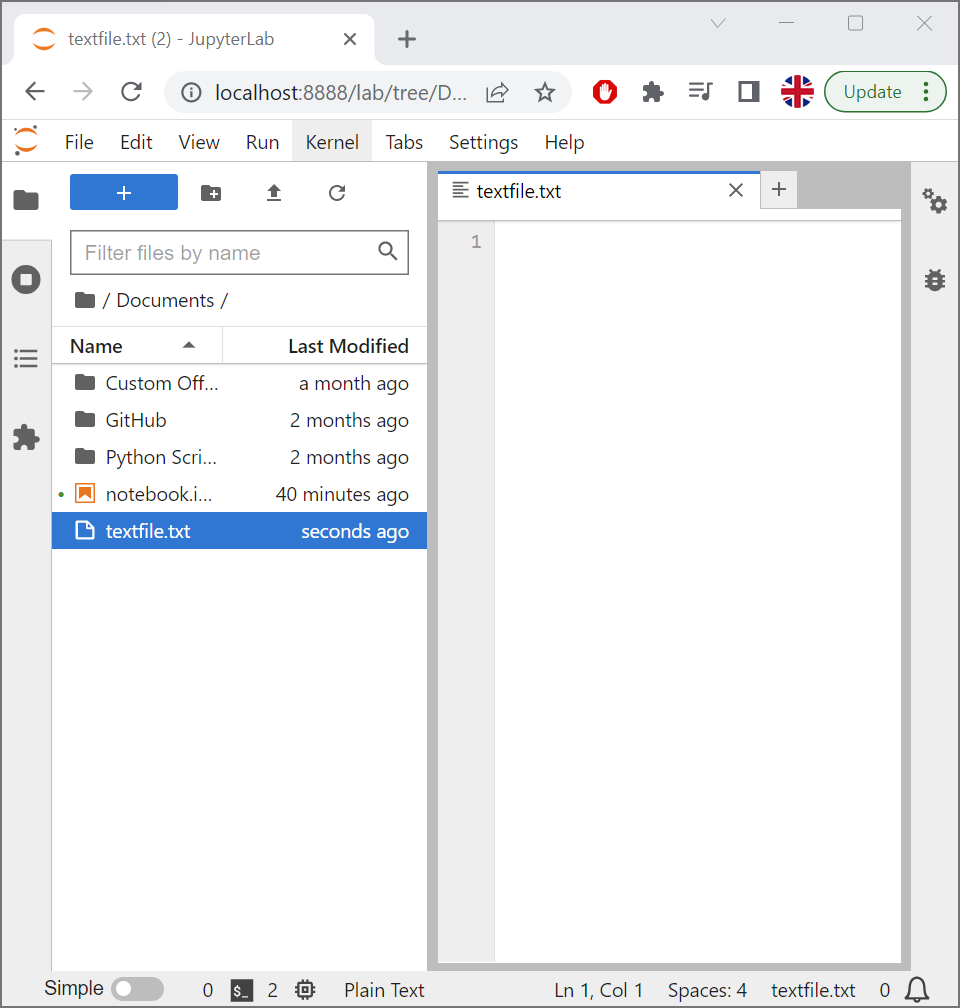 textfile.txt (2) - JupyterLab
localhost:8888/lab/tree/D...
Update
File Edit View Run Kernel Tabs Settings Help
Filter files by name
/ Documents /
Name Last Modified
Custom Off... a month ago
GitHub 2 months ago
Python Scri... 2 months ago
notebook.i... 40 minutes ago
textfile.txt seconds ago
textfile.txt
1
Simple 0 $_ 2 Plain Text Ln 1, Col 1 Spaces: 4 textfile.txt 0